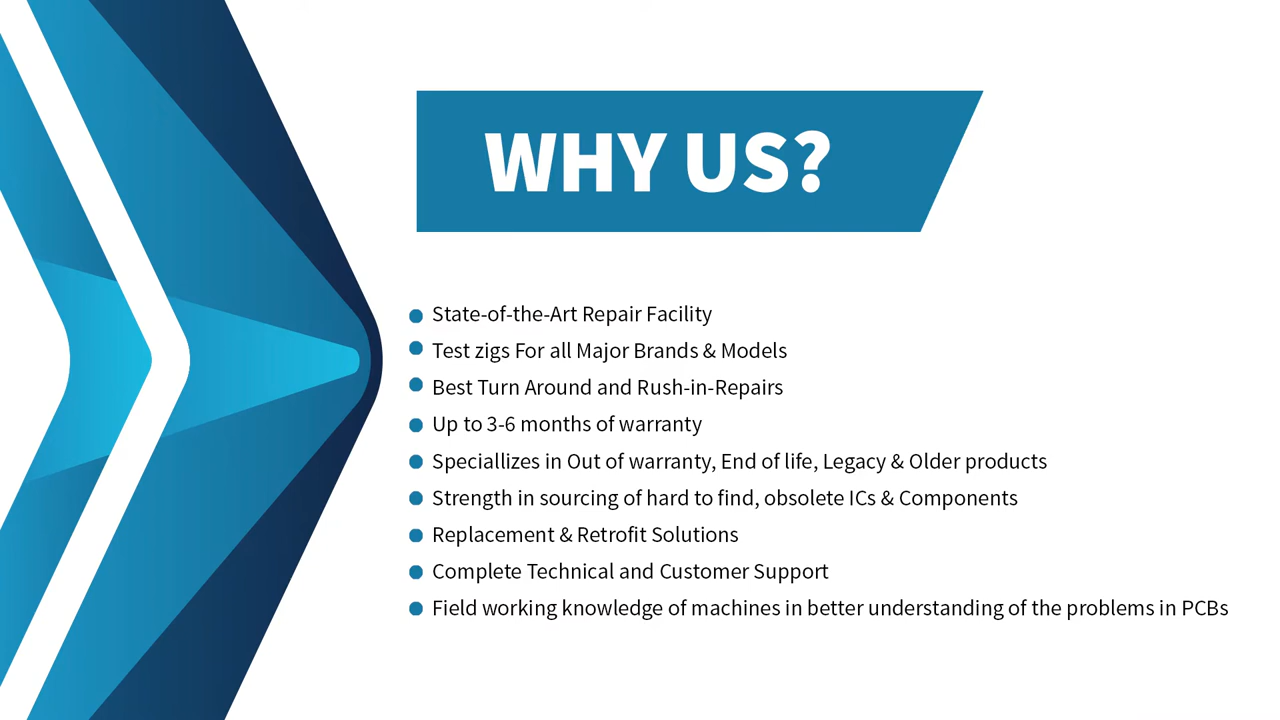 WHY US?
State-of-the-Art Repair Facility
Test zigs For all Major Brands & Models
Best Turn Around and Rush-in-Repairs
Up to 3-6 months of warranty
Speciallizes in Out of warranty, End of life, Legacy & Older products
Strength in sourcing of hard to find, obsolete ICs & Components
Replacement & Retrofit Solutions
Complete Technical and Customer Support
Field working knowledge of machines in better understanding of the problems in PCBs